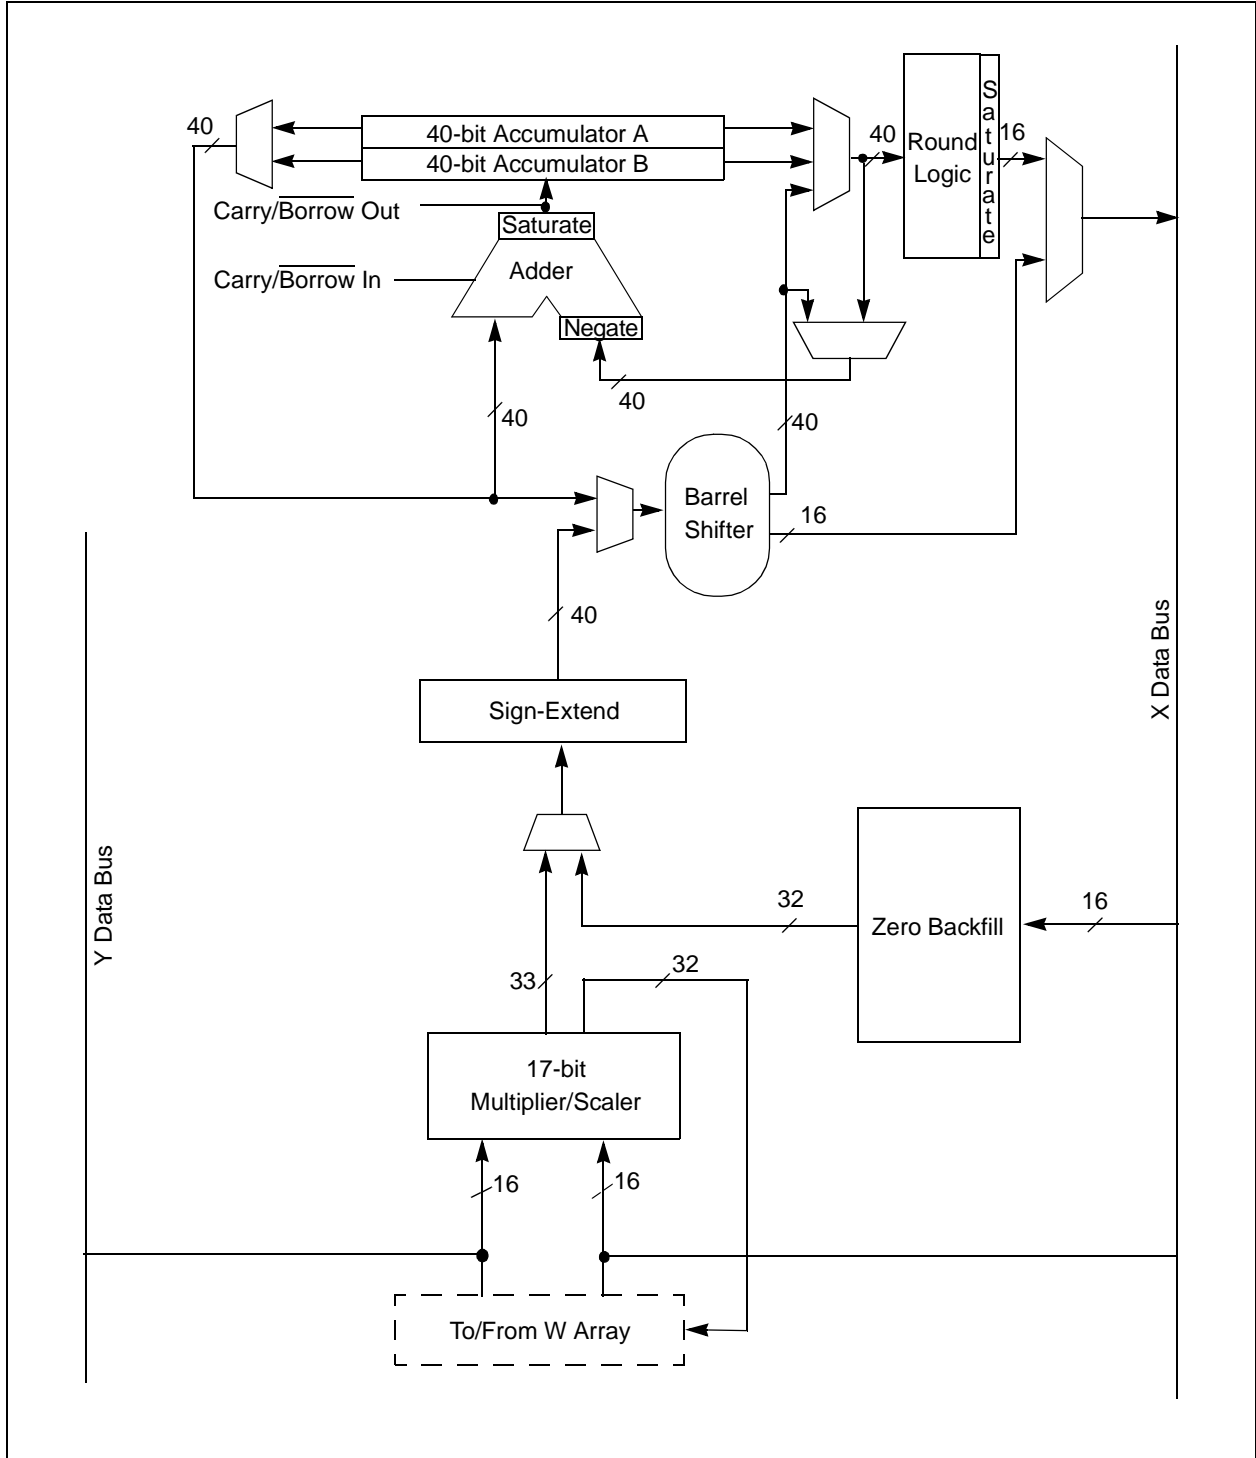 40
40-bit Accumulator A
40-bit Accumulator B
40
Round
Logic
Saturate
16
Carry/Borrow Out
Saturate
Carry/Borrow In
Adder
Negate
40
40
40
Barrel
Shifter
16
40
X Data Bus
Sign-Extend
Y Data Bus
32
Zero Backfill
16
33
32
17-bit
Multiplier/Scaler
16
16
To/From W Array